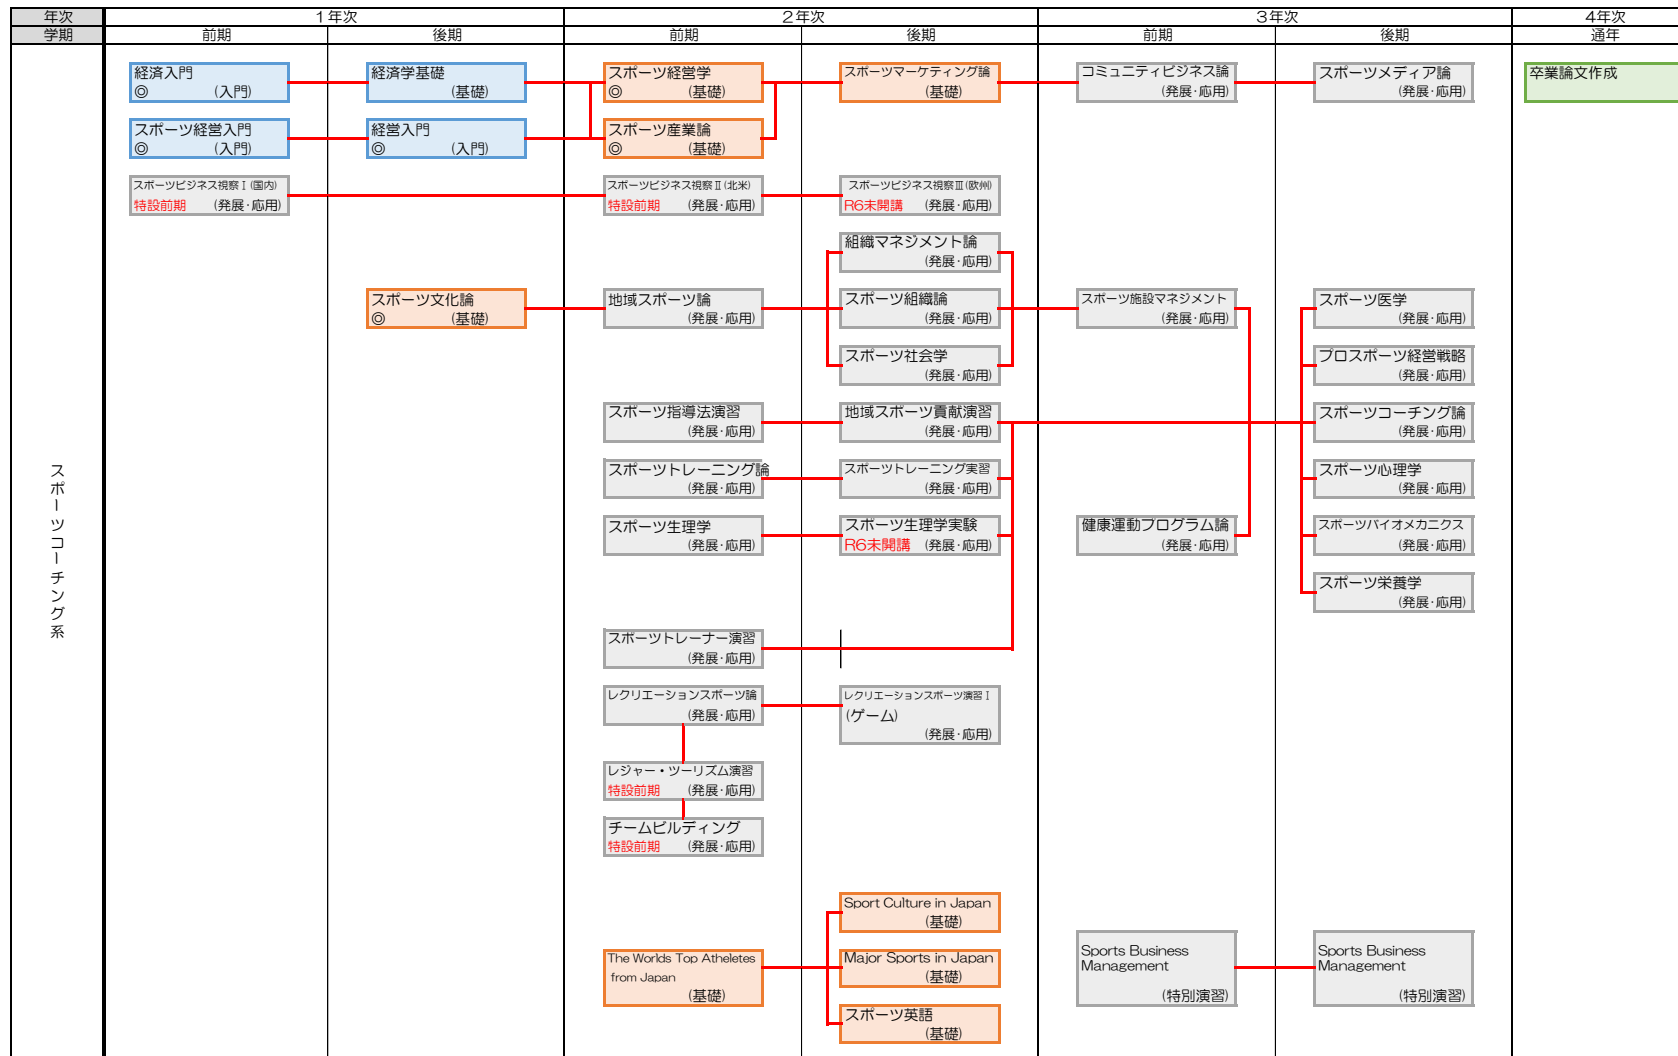 年次 1年次 2年次 3年次 4年次
学期 前期 後期 前期 後期 前期 後期 通年
経済入門
◎ (入門)
経済学基礎
(基礎)
スポーツ経営学
◎ (基礎)
スポーツマーケティング論
(基礎)
コミュニティビジネス論
(発展・応用)
スポーツメディア論
(発展・応用)
卒業論文作成
スポーツ経営入門
◎ (入門)
経営入門
◎ (入門)
スポーツ産業論
◎ (基礎)
スポーツビジネス視察Ⅰ(国内)
特設前期 (発展・応用)
スポーツビジネス視察Ⅱ(北米)
特設前期 (発展・応用)
スポーツビジネス視察Ⅲ(欧州)
R6未開講 (発展・応用)
組織マネジメント論
(発展・応用)
スポーツ文化論
◎ (基礎)
地域スポーツ論
(発展・応用)
スポーツ組織論
(発展・応用)
スポーツ施設マネジメント
(発展・応用)
スポーツ医学
(発展・応用)
スポーツ社会学
(発展・応用)
プロスポーツ経営戦略
(発展・応用)
スポーツ指導法演習
(発展・応用)
地域スポーツ貢献演習
(発展・応用)
スポーツコーチング論
(発展・応用)
スポーツコーチング系
スポーツトレーニング論
(発展・応用)
スポーツトレーニング実習
(発展・応用)
スポーツ心理学
(発展・応用)
スポーツ生理学
(発展・応用)
スポーツ生理学実験
R6未開講 (発展・応用)
健康運動プログラム論
(発展・応用)
スポーツバイオメカニクス
(発展・応用)
スポーツ栄養学
(発展・応用)
スポーツトレーナー演習
(発展・応用)
レクリエーションスポーツ論
(発展・応用)
レクリエーションスポーツ演習Ⅰ
(ゲーム)
(発展・応用)
レジャー・ツーリズム演習
特設前期 (発展・応用)
チームビルディング
特設前期 (発展・応用)
Sport Culture in Japan
(基礎)
The Worlds Top Atheletes
from Japan
(基礎)
Major Sports in Japan
(基礎)
Sports Business
Management
(特別演習)
Sports Business
Management
(特別演習)
スポーツ英語
(基礎)